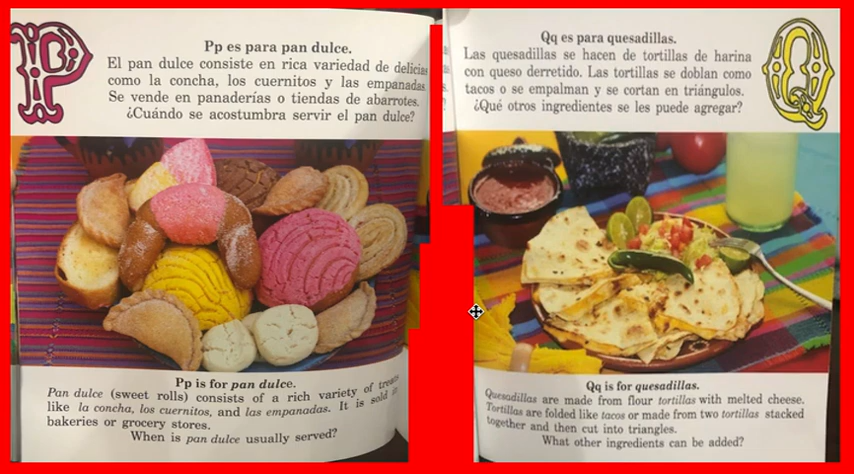 P
Pp es para pan dulce.
El pan dulce consiste en rica variedad de delicias
como la concha, los cuernitos y las empanadas.
Se vende en panaderías o tiendas de abarrotes.
¿Cuándo se acostumbra servir el pan dulce?
Pp is for pan dulce.
Pan dulce (sweet rolls) consists of a rich variety of treats
like la concha, los cuernitos, and las empanadas. It is sold in
bakeries or grocery stores.
When is pan dulce usually served?
Q
Qq es para quesadillas.
Las quesadillas se hacen de tortillas de harina
con queso derretido. Las tortillas se doblan como
tacos o se empalman y se cortan en triángulos.
¿Qué otros ingredientes se les puede agregar?
Qq is for quesadillas.
Quesadillas are made from flour tortillas with melted cheese.
Tortillas are folded like tacos or made from two tortillas stacked
together and then cut into triangles.
What other ingredients can be added?